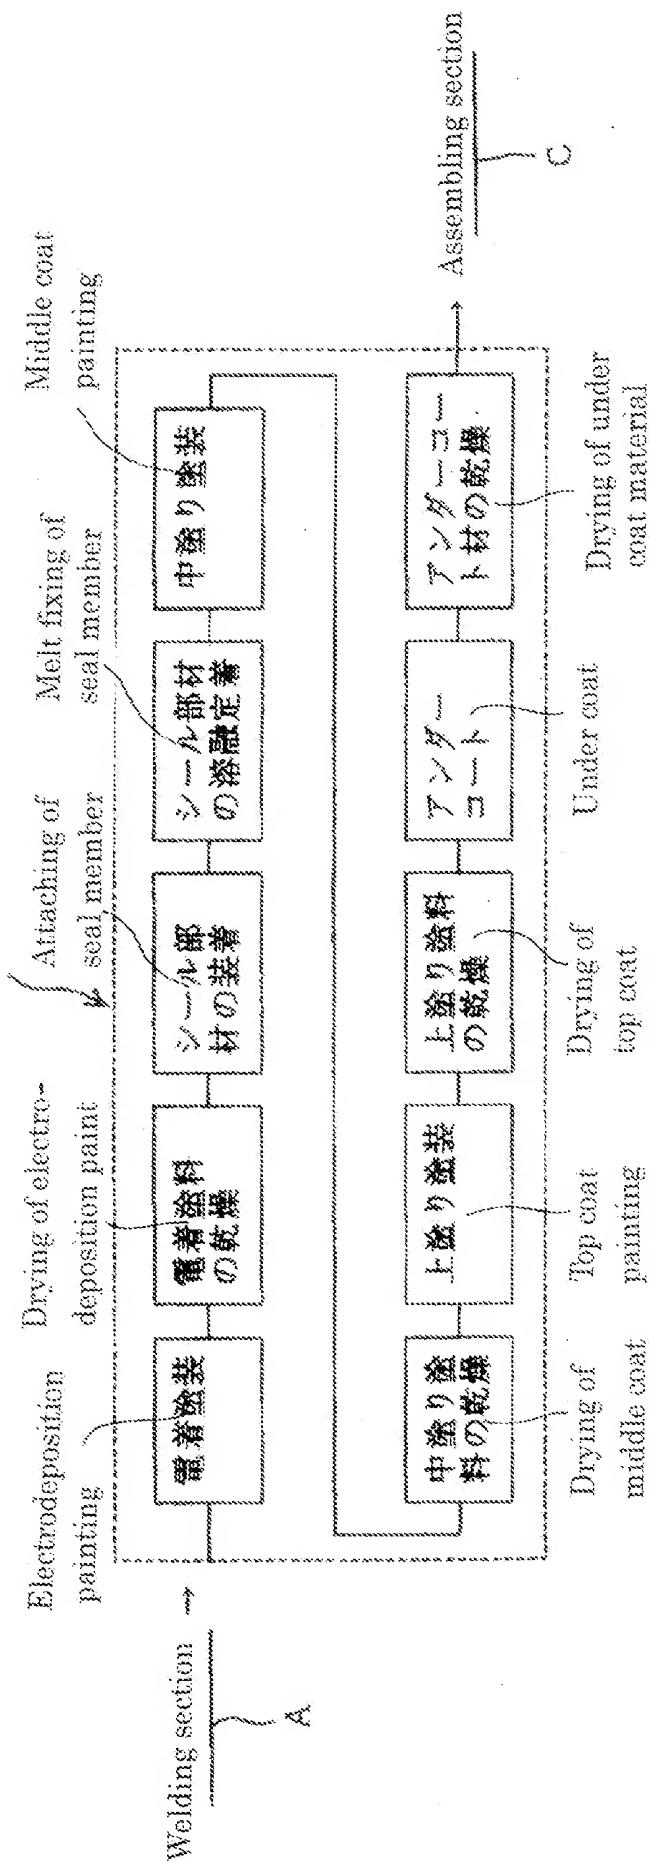 Welding section →
A
Electrodeposition
painting
電着塗装
Drying of electro-
deposition paint
電着塗料
の乾燥
Attaching of
seal member
シール部
材の装着
Melt fixing of
seal member
シール部材
の溶融定着
Middle coat
painting
中塗り塗装
中塗り塗
料の乾燥
Drying of
middle coat
上塗り塗装
Top coat
painting
上塗り塗料
の乾燥
Drying of
top coat
アンダー
コート
Under coat
アンダーコー
ト材の乾燥
Drying of under
coat material
→ Assembling section
C